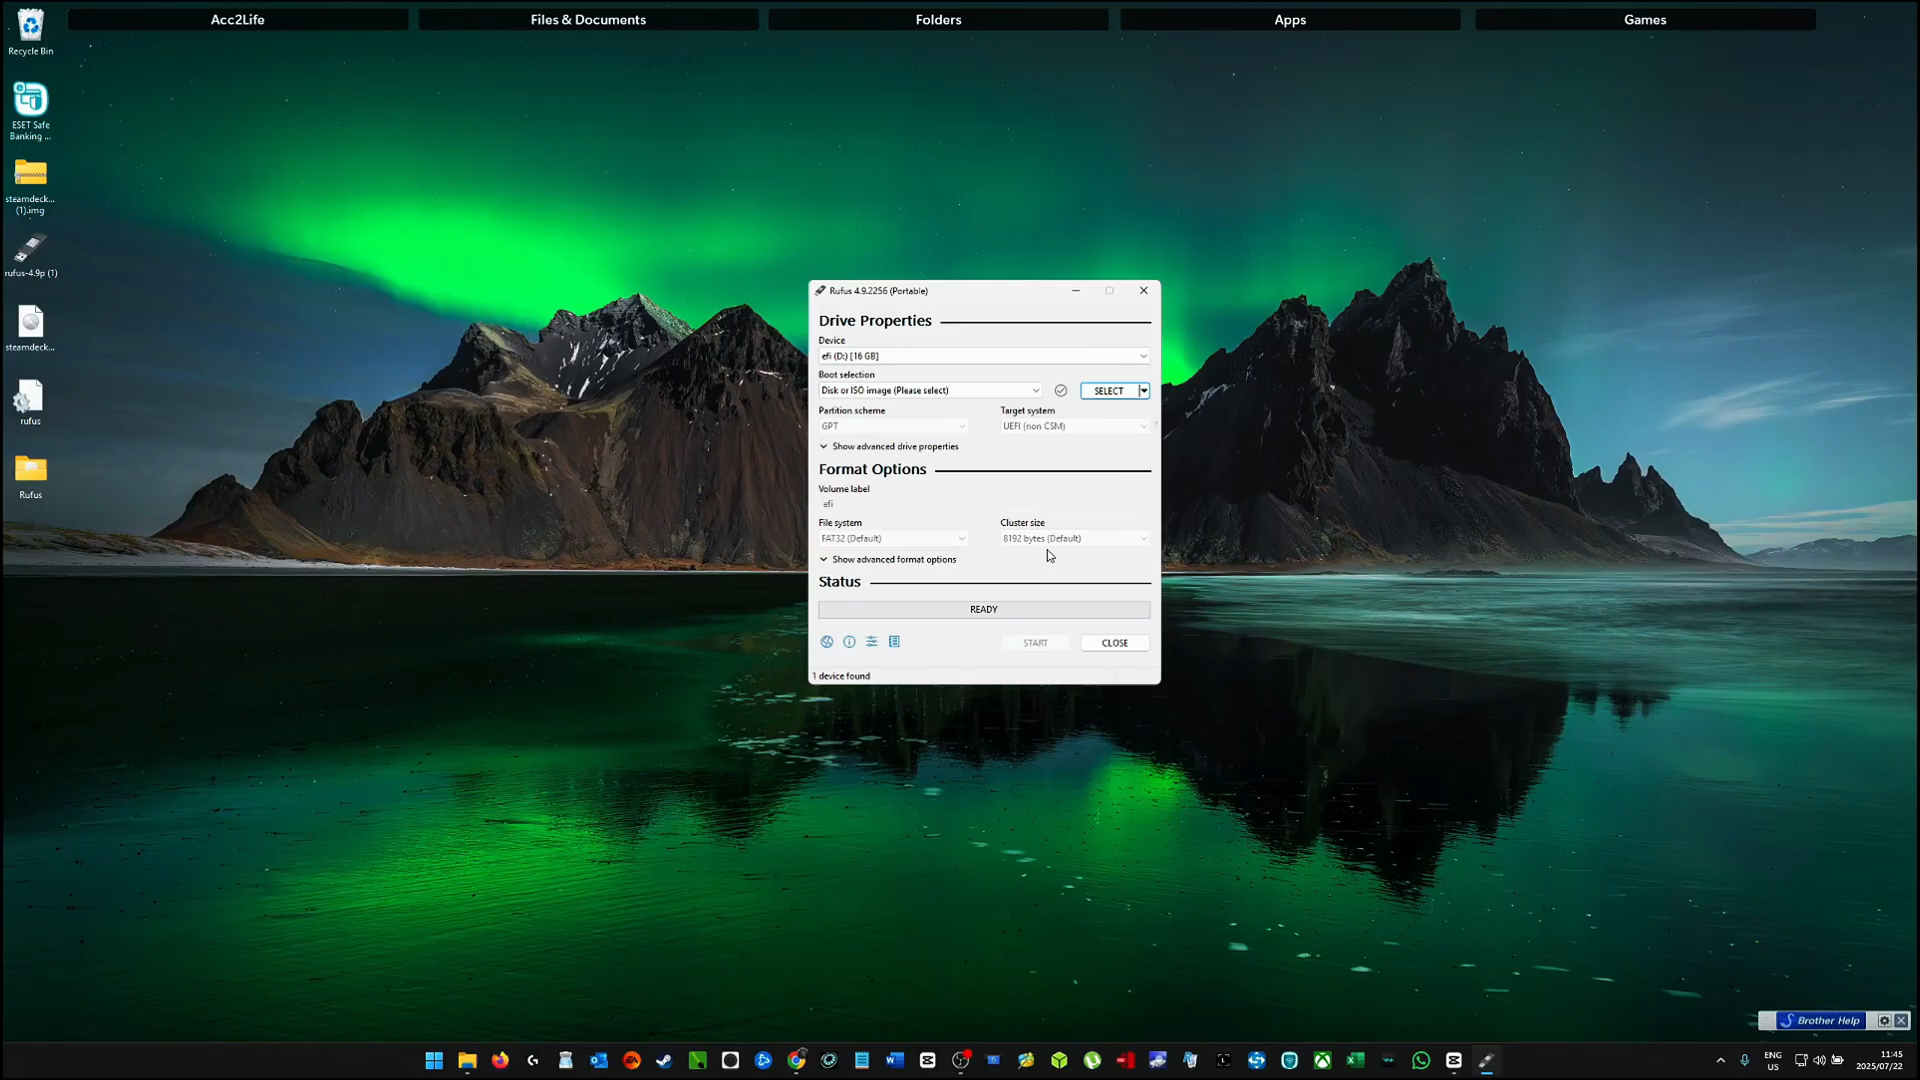 Acc2Life
Files & Documents
Folders
Apps
Games
Recycle Bin
ESET Safe
Banking ...
steamdeck...
(1).img
rufus-4.9p (1)
steamdeck...
rufus
Rufus
Rufus 4.9.2256 (Portable)
Drive Properties
Device
efi (D:) [16 GB]
Boot selection
Disk or ISO image (Please select)
SELECT
Partition scheme
Target system
GPT
UEFI (non CSM)
?
Show advanced drive properties
Format Options
Volume label
efi
File system
Cluster size
FAT32 (Default)
8192 bytes (Default)
Show advanced format options
Status
READY
START
CLOSE
1 device found
Brother Help
ENG
US
11:45
2025/07/22